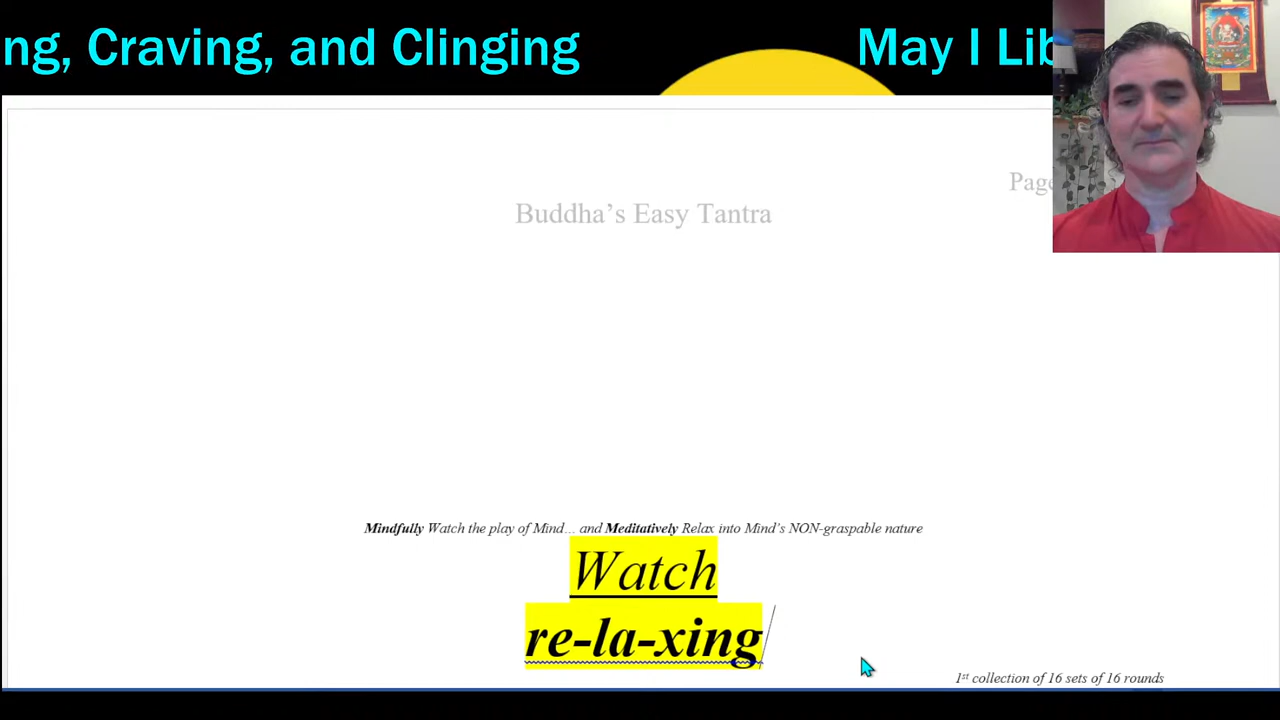 ng, Craving, and Clinging May I Lib
Page
Buddha’s Easy Tantra
Mindfully Watch the play of Mind… and Meditatively Relax into Mind’s NON-graspable nature
Watch
re-la-xing
1st collection of 16 sets of 16 rounds